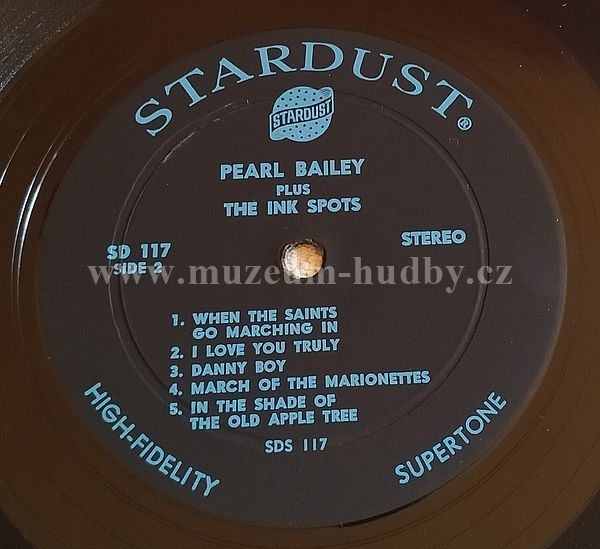 STARDUST®
STARDUST
PEARL BAILEY
PLUS
THE INK SPOTS
SD 117
SIDE 2
STEREO
www.muzeum-hudby.cz
1. WHEN THE SAINTS
GO MARCHING IN
2. I LOVE YOU TRULY
3. DANNY BOY
4. MARCH OF THE MARIONETTES
5. IN THE SHADE OF
THE OLD APPLE TREE
SDS 117
HIGH-FIDELITY
SUPERTONE